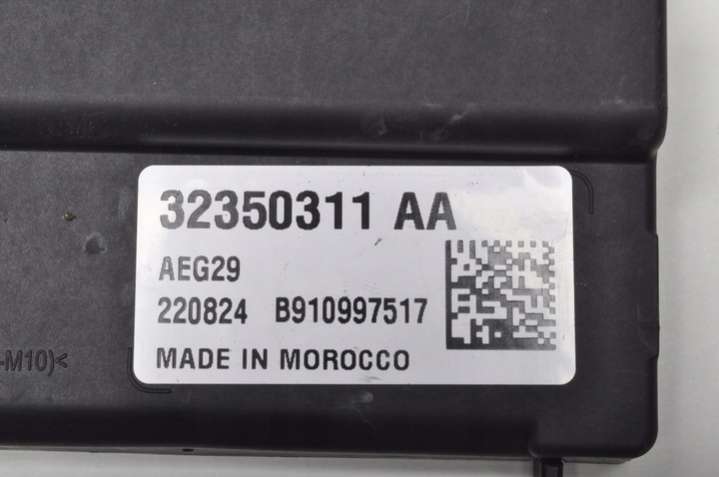 32350311 AA
AEG29
220824 B910997517
-M10)<
MADE IN MOROCCO